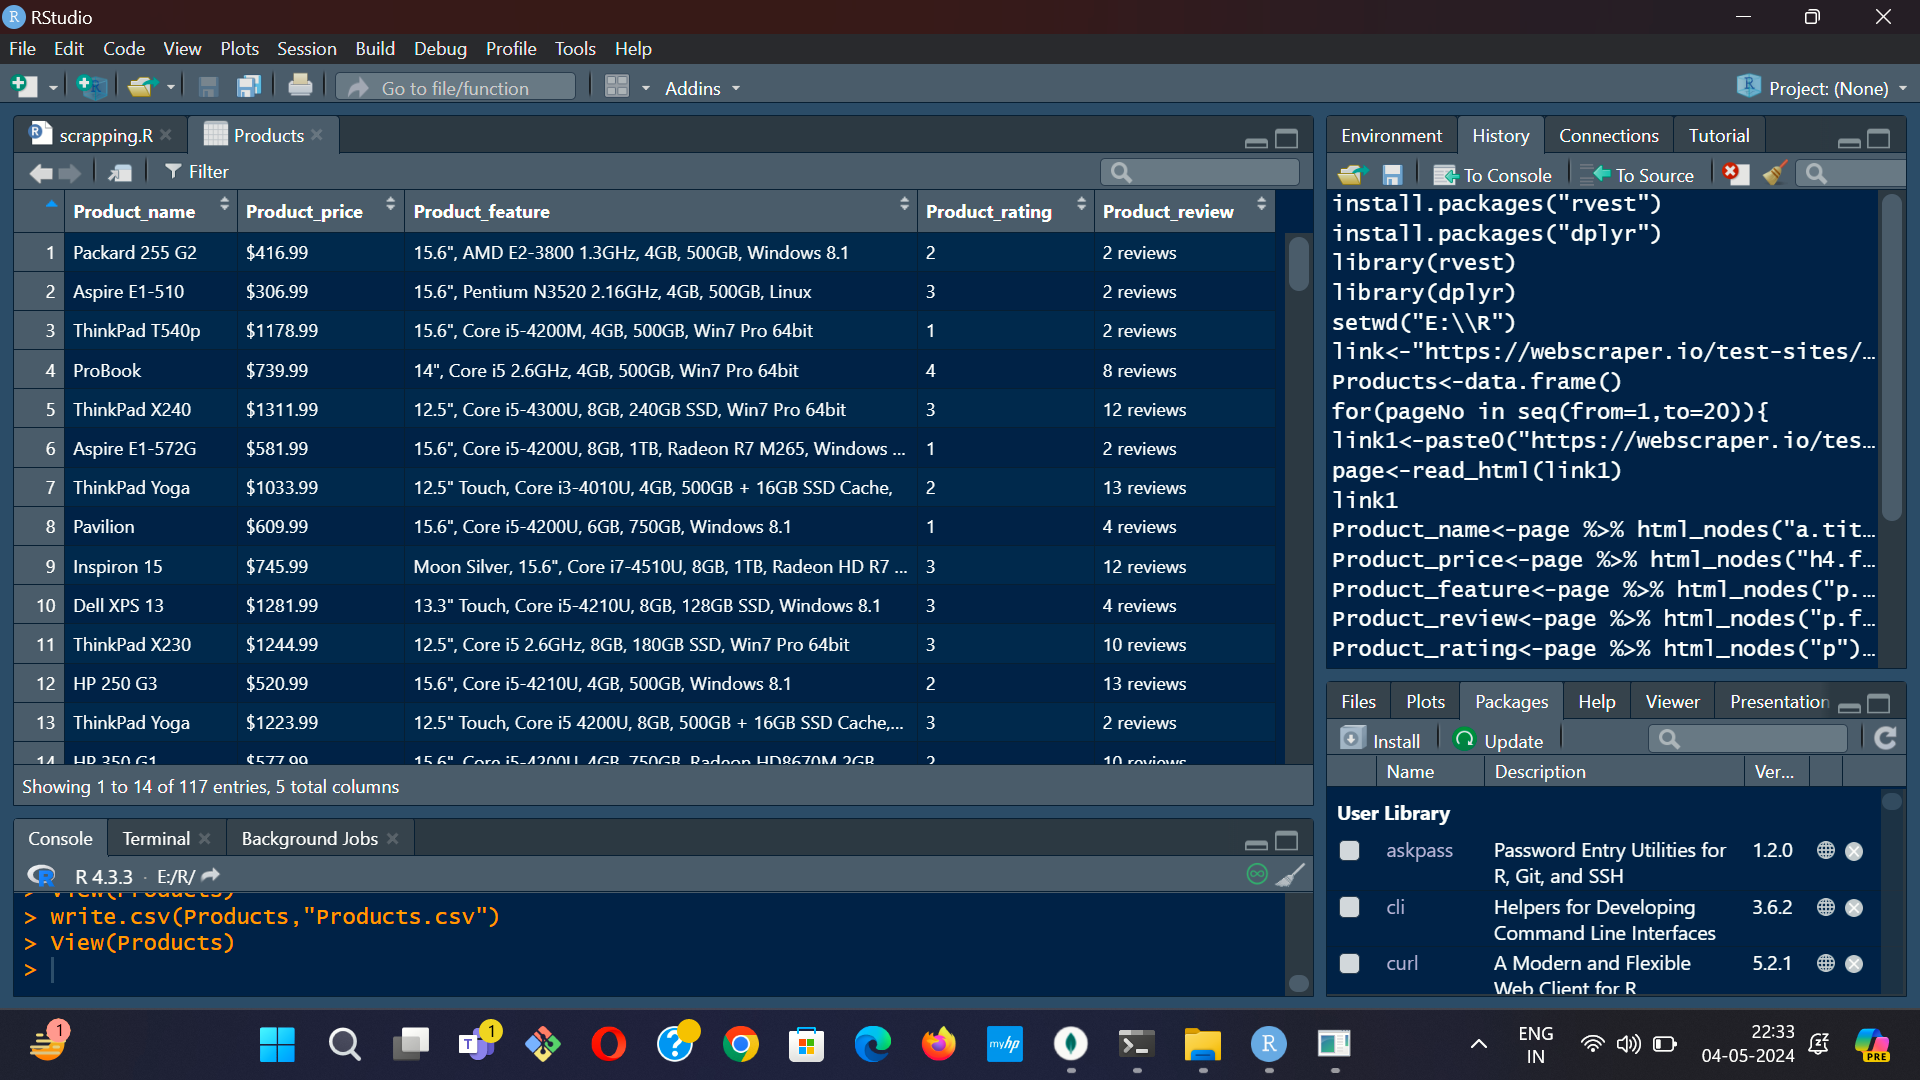 RStudio
File Edit Code View Plots Session Build Debug Profile Tools Help
Go to file/function Addins Project: (None)
scrapping.R Products
Filter
Product_name Product_price Product_feature Product_rating Product_review
1 Packard 255 G2 $416.99 15.6", AMD E2-3800 1.3GHz, 4GB, 500GB, Windows 8.1 2 2 reviews
2 Aspire E1-510 $306.99 15.6", Pentium N3520 2.16GHz, 4GB, 500GB, Linux 3 2 reviews
3 ThinkPad T540p $1178.99 15.6", Core i5-4200M, 4GB, 500GB, Win7 Pro 64bit 1 2 reviews
4 ProBook $739.99 14", Core i5 2.6GHz, 4GB, 500GB, Win7 Pro 64bit 4 8 reviews
5 ThinkPad X240 $1311.99 12.5", Core i5-4300U, 8GB, 240GB SSD, Win7 Pro 64bit 3 12 reviews
6 Aspire E1-572G $581.99 15.6", Core i5-4200U, 8GB, 1TB, Radeon R7 M265, Windows ... 1 2 reviews
7 ThinkPad Yoga $1033.99 12.5" Touch, Core i3-4010U, 4GB, 500GB + 16GB SSD Cache, 2 13 reviews
8 Pavilion $609.99 15.6", Core i5-4200U, 6GB, 750GB, Windows 8.1 1 4 reviews
9 Inspiron 15 $745.99 Moon Silver, 15.6", Core i7-4510U, 8GB, 1TB, Radeon HD R7 ... 3 12 reviews
10 Dell XPS 13 $1281.99 13.3" Touch, Core i5-4210U, 8GB, 128GB SSD, Windows 8.1 3 4 reviews
11 ThinkPad X230 $1244.99 12.5", Core i5 2.6GHz, 8GB, 180GB SSD, Win7 Pro 64bit 3 10 reviews
12 HP 250 G3 $520.99 15.6", Core i5-4210U, 4GB, 500GB, Windows 8.1 2 13 reviews
13 ThinkPad Yoga $1223.99 12.5" Touch, Core i5 4200U, 8GB, 500GB + 16GB SSD Cache,... 3 2 reviews
14 HP 350 G1 $577.99 15.6", Core i5-4200U, 4GB, 750GB, Radeon HD8670M 2GB, 2 10 reviews
Showing 1 to 14 of 117 entries, 5 total columns
Console Terminal Background Jobs
R 4.3.3 · E:/R/
> View(Products)
> write.csv(Products,"Products.csv")
> View(Products)
>
Environment History Connections Tutorial
To Console To Source
install.packages("rvest")
install.packages("dplyr")
library(rvest)
library(dplyr)
setwd("E:\\R")
link<-"https://webscraper.io/test-sites/…
Products<-data.frame()
for(pageNo in seq(from=1,to=20)){
link1<-paste0("https://webscraper.io/tes…
page<-read_html(link1)
link1
Product_name<-page %>% html_nodes("a.tit…
Product_price<-page %>% html_nodes("h4.f…
Product_feature<-page %>% html_nodes("p.…
Product_review<-page %>% html_nodes("p.f…
Product_rating<-page %>% html_nodes("p")…
Files Plots Packages Help Viewer Presentation
Install Update
Name Description Ver...
User Library
askpass Password Entry Utilities for 1.2.0
R, Git, and SSH
cli Helpers for Developing 3.6.2
Command Line Interfaces
curl A Modern and Flexible 5.2.1
Web Client for R
1
1
T
myhp
R
ENG
IN
22:33
04-05-2024
PRE